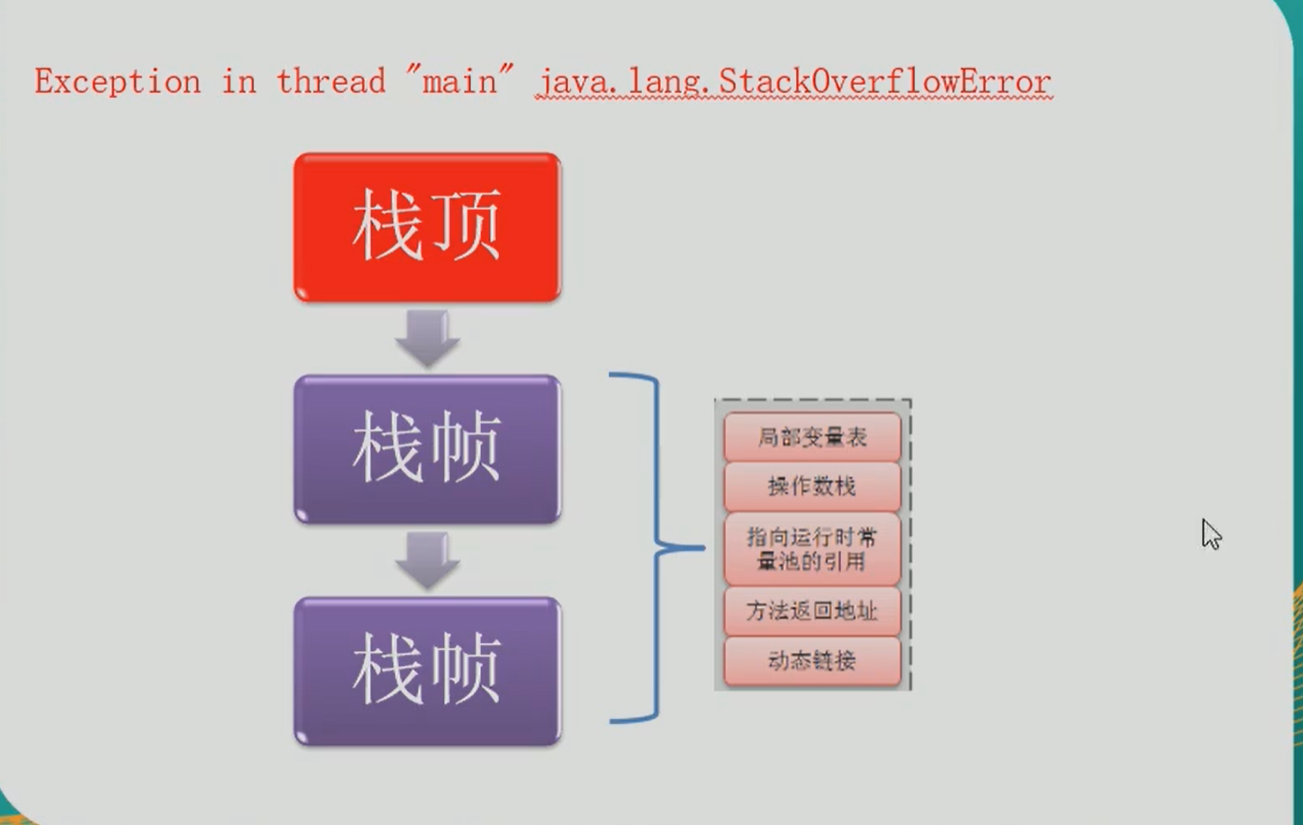 Exception in thread "main" java.lang.StackOverflowError
栈顶
栈帧
栈帧
局部变量表
操作数栈
指向运行时常
量池的引用
方法返回地址
动态链接